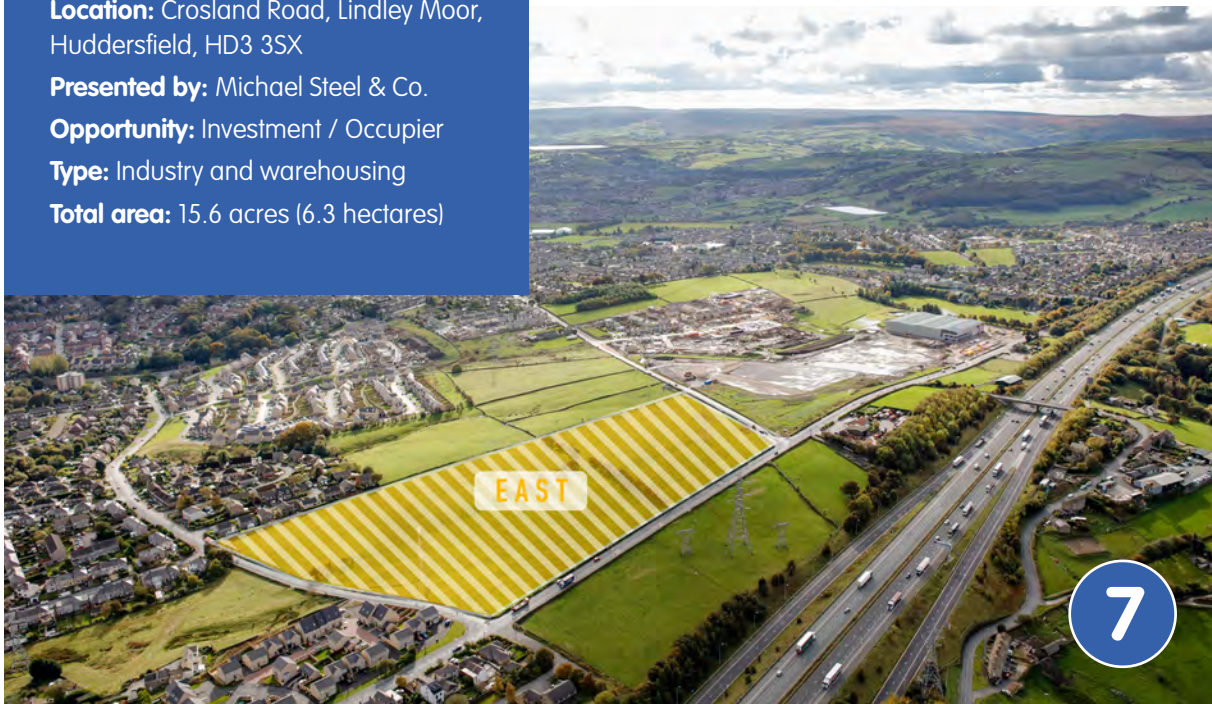 Location: Crosland Road, Lindley Moor,
Huddersfield, HD3 3SX
Presented by: Michael Steel & Co.
Opportunity: Investment / Occupier
Type: Industry and warehousing
Total area: 15.6 acres (6.3 hectares)
EAST
7